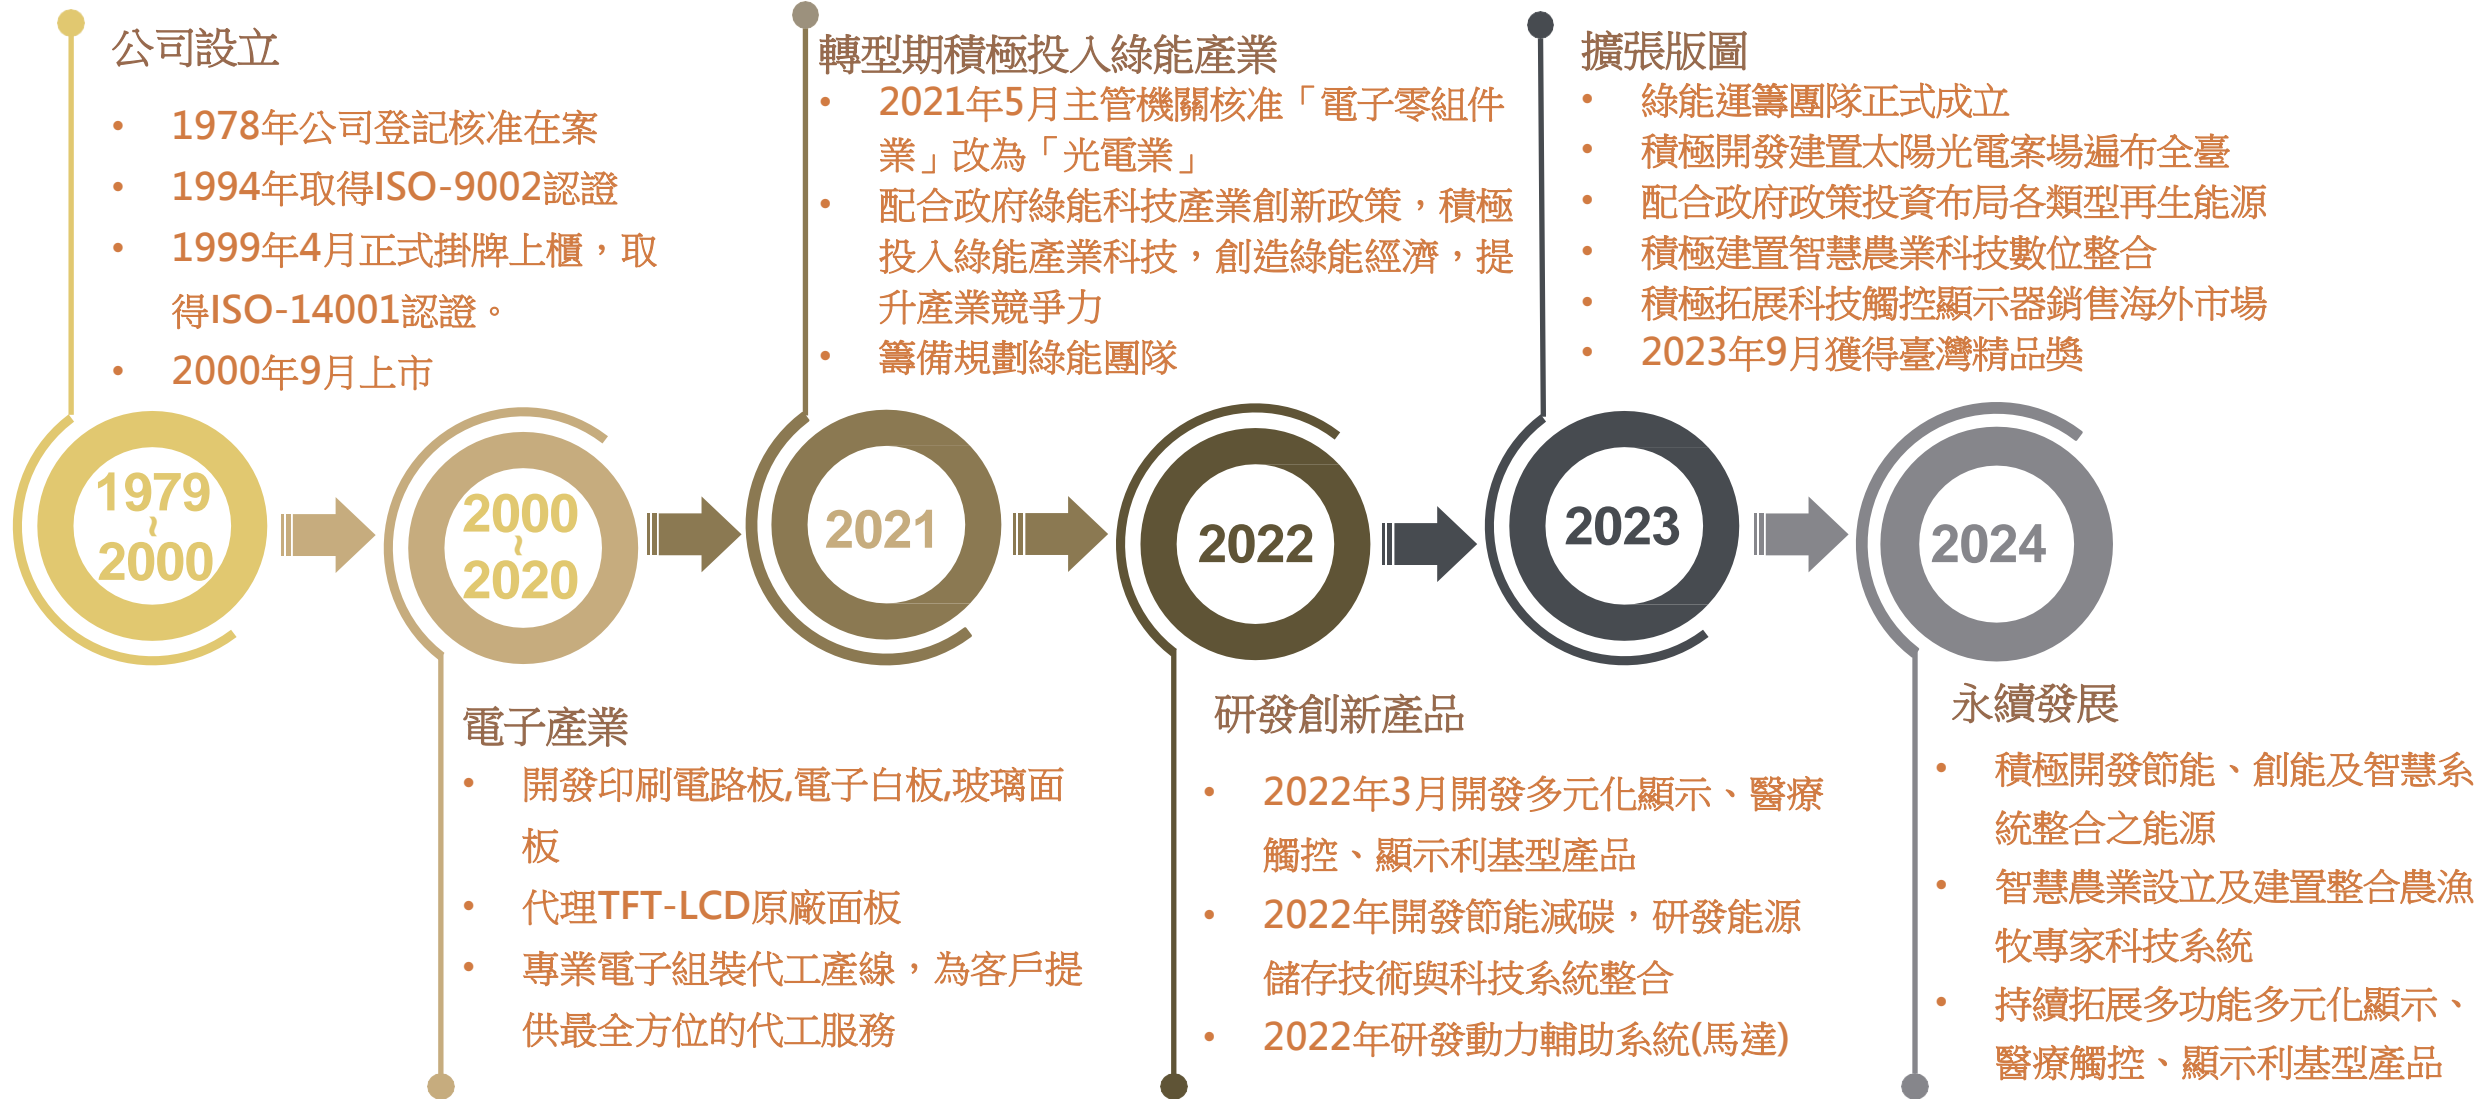 公司設立
• 1978年公司登記核准在案
• 1994年取得ISO-9002認證
• 1999年4月正式掛牌上櫃，取
得ISO-14001認證。
• 2000年9月上市
1979
~
2000
電子產業
• 開發印刷電路板,電子白板,玻璃面
板
• 代理TFT-LCD原廠面板
• 專業電子組裝代工產線，為客戶提
供最全方位的代工服務
2000
~
2020
轉型期積極投入綠能產業
• 2021年5月主管機關核准「電子零組件
業」改為「光電業」
• 配合政府綠能科技產業創新政策，積極
投入綠能產業科技，創造綠能經濟，提
升產業競爭力
• 籌備規劃綠能團隊
2021
研發創新產品
• 2022年3月開發多元化顯示、醫療
觸控、顯示利基型產品
• 2022年開發節能減碳，研發能源
儲存技術與科技系統整合
• 2022年研發動力輔助系統(馬達)
2022
擴張版圖
• 綠能運籌團隊正式成立
• 積極開發建置太陽光電案場遍布全臺
• 配合政府政策投資布局各類型再生能源
• 積極建置智慧農業科技數位整合
• 積極拓展科技觸控顯示器銷售海外市場
• 2023年9月獲得臺灣精品獎
2023
永續發展
• 積極開發節能、創能及智慧系
統整合之能源
• 智慧農業設立及建置整合農漁
牧專家科技系統
• 持續拓展多功能多元化顯示、
醫療觸控、顯示利基型產品
2024